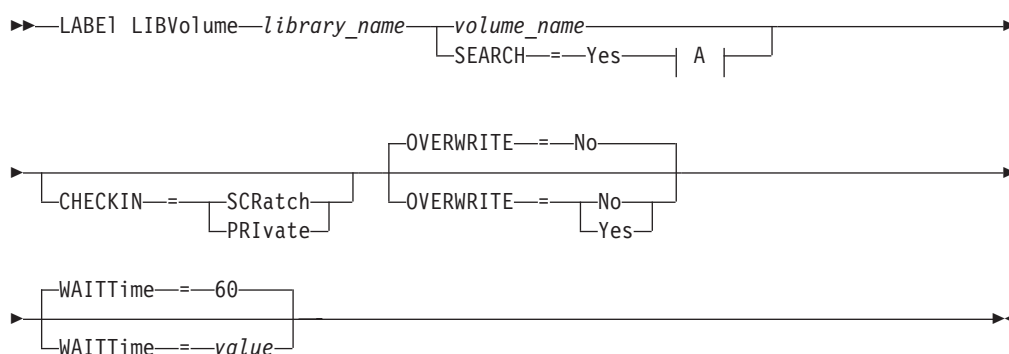 LABEl LIBVolume library_name volume_name
SEARCH = Yes A
OVERWRITE = No
CHECKIN = SCRatch OVERWRITE = No
PRIvate Yes
WAITTime = 60
WAITTime = value